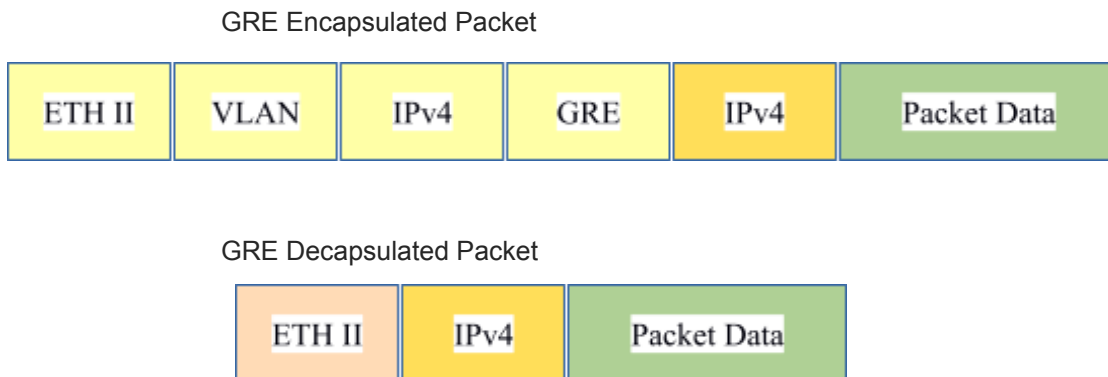 GRE Encapsulated Packet
ETH II VLAN IPv4 GRE IPv4 Packet Data
GRE Decapsulated Packet
ETH II IPv4 Packet Data